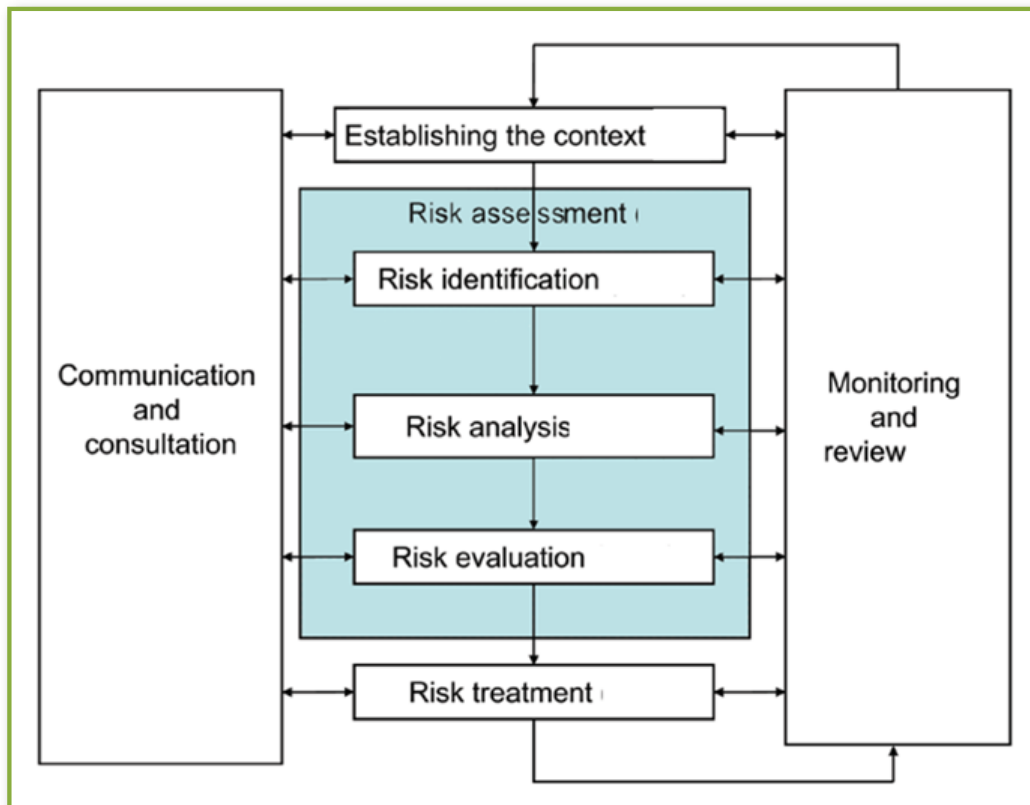 Establishing the context
Risk assessment
Risk identification
Communication
and
consultation
Risk analysis
Monitoring
and
review
Risk evaluation
Risk treatment